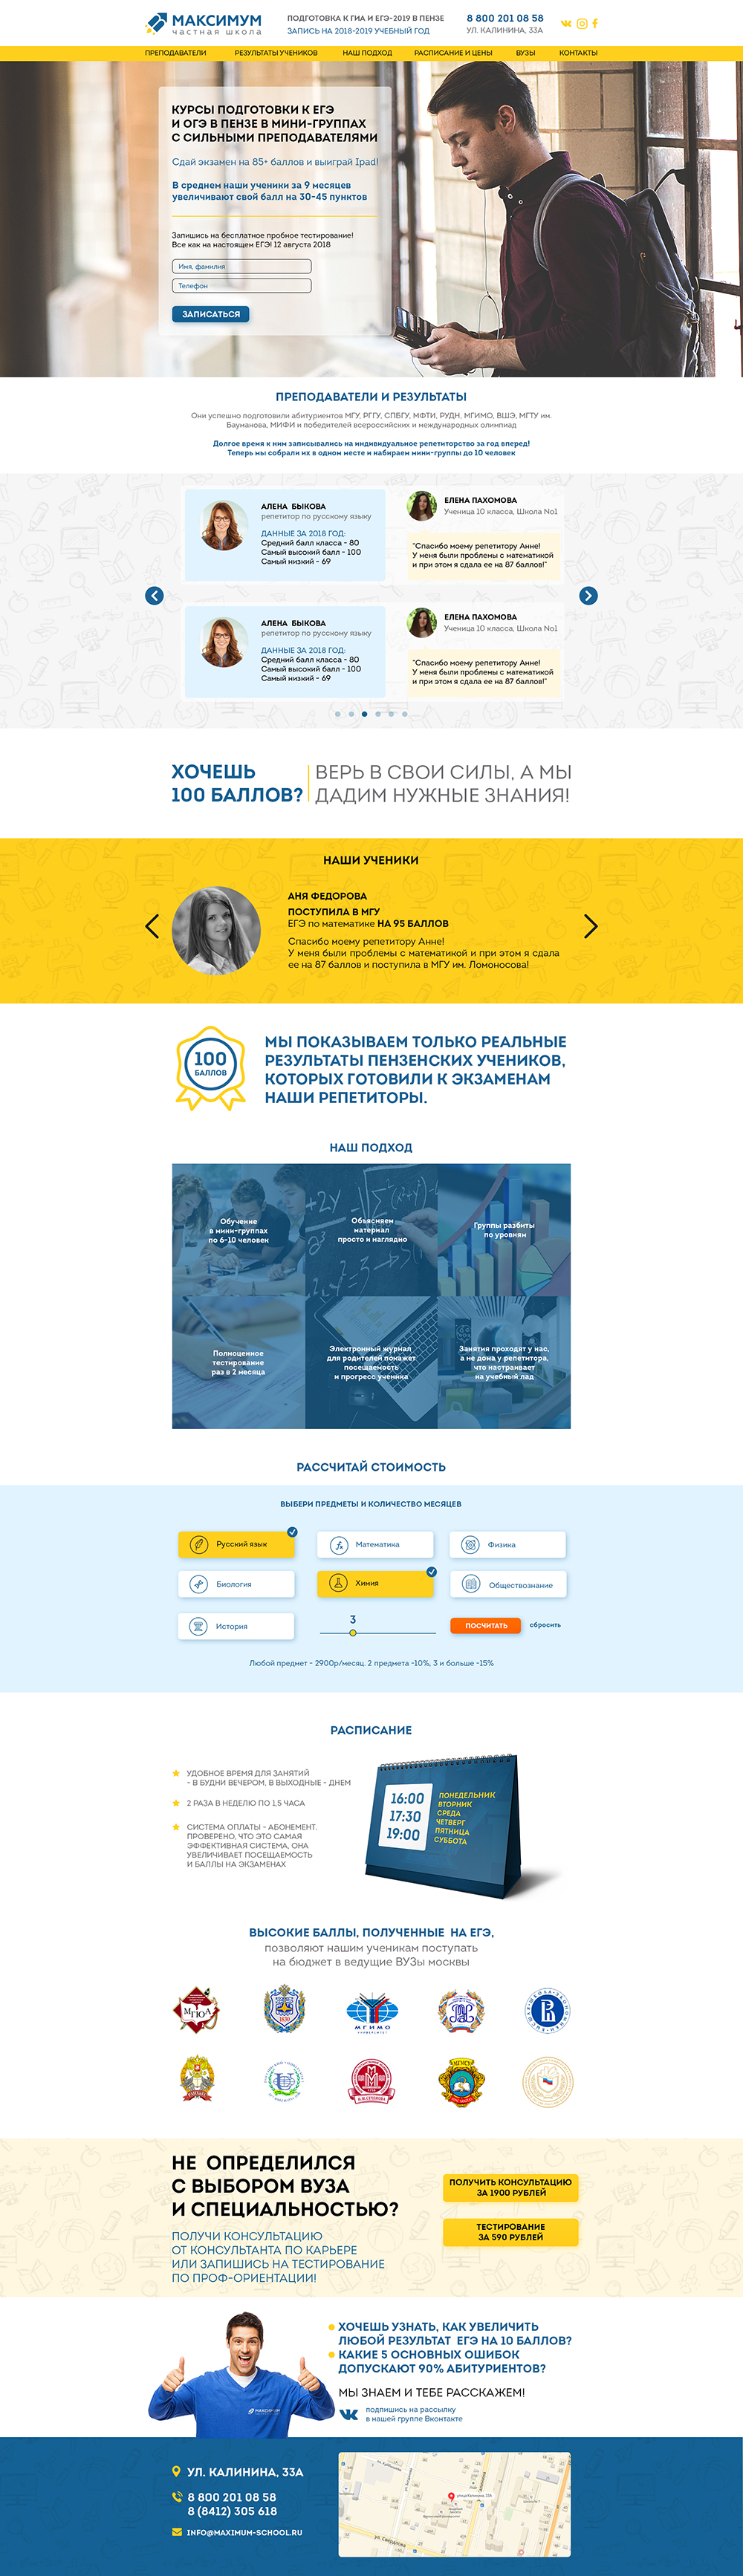 МАКСИМУМ
частная школа
ПОДГОТОВКА К ГИА И ЕГЭ-2019 В ПЕНЗЕ
ЗАПИСЬ НА 2018-2019 УЧЕБНЫЙ ГОД
8 800 201 08 58
УЛ. КАЛИНИНА, 33А
ПРЕПОДАВАТЕЛИ
РЕЗУЛЬТАТЫ УЧЕНИКОВ
НАШ ПОДХОД
РАСПИСАНИЕ И ЦЕНЫ
ВУЗЫ
КОНТАКТЫ
КУРСЫ ПОДГОТОВКИ К ЕГЭ
И ОГЭ В ПЕНЗЕ В МИНИ-ГРУППАХ
С СИЛЬНЫМИ ПРЕПОДАВАТЕЛЯМИ
Сдай экзамен на 85+ баллов и выиграй Ipad!
В среднем наши ученики за 9 месяцев
увеличивают свой балл на 30-45 пунктов
Запишись на бесплатное пробное тестирование!
Все как на настоящем ЕГЭ! 12 августа 2018
Имя, фамилия
Телефон
ЗАПИСАТЬСЯ
ПРЕПОДАВАТЕЛИ И РЕЗУЛЬТАТЫ
Они успешно подготовили абитуриентов МГУ, РГГУ, СПБГУ, МФТИ, РУДН, МГИМО, ВШЭ, МГТУ им.
Баумана, МИФИ и победителей всероссийских и международных олимпиад
Долгое время к ним записывались на индивидуальное репетиторство за год вперед!
Теперь мы собрали их в одном месте и набираем мини-группы до 10 человек
АЛЕНА БЫКОВА
репетитор по русскому языку
ДАННЫЕ ЗА 2018 ГОД:
Средний балл класса - 80
Самый высокий балл - 100
Самый низкий - 69
ЕЛЕНА ПАХОМОВА
Ученица 10 класса, Школа No1
"Спасибо моему репетитору Анне!
У меня были проблемы с математикой
и при этом я сдала ее на 87 баллов!"
АЛЕНА БЫКОВА
репетитор по русскому языку
ДАННЫЕ ЗА 2018 ГОД:
Средний балл класса - 80
Самый высокий балл - 100
Самый низкий - 69
ЕЛЕНА ПАХОМОВА
Ученица 10 класса, Школа No1
"Спасибо моему репетитору Анне!
У меня были проблемы с математикой
и при этом я сдала ее на 87 баллов!"
ХОЧЕШЬ
100 БАЛЛОВ?
ВЕРЬ В СВОИ СИЛЫ, А МЫ
ДАДИМ НУЖНЫЕ ЗНАНИЯ!
НАШИ УЧЕНИКИ
АНЯ ФЕДОРОВА
ПОСТУПИЛА В МГУ
ЕГЭ по математике НА 95 БАЛЛОВ
Спасибо моему репетитору Анне!
У меня были проблемы с математикой и при этом я сдала
ее на 87 баллов и поступила в МГУ им. Ломоносова!
100
БАЛЛОВ
МЫ ПОКАЗЫВАЕМ ТОЛЬКО РЕАЛЬНЫЕ
РЕЗУЛЬТАТЫ ПЕНЗЕНСКИХ УЧЕНИКОВ,
КОТОРЫХ ГОТОВИЛИ К ЭКЗАМЕНАМ
НАШИ РЕПЕТИТОРЫ.
НАШ ПОДХОД
Обучение
в мини-группах
по 6-10 человек
Объясняем
материал
просто и наглядно
Группы разбиты
по уровням
Полноценное
тестирование
раз в 2 месяца
Электронный журнал
для родителей покажет
посещаемость
и прогресс ученика
Занятия проходят у нас,
а не дома у репетитора,
что настраивает
на учебный лад
РАССЧИТАЙ СТОИМОСТЬ
ВЫБЕРИ ПРЕДМЕТЫ И КОЛИЧЕСТВО МЕСЯЦЕВ
Русский язык
Математика
Физика
Биология
Химия
Обществознание
История
3
ПОСЧИТАТЬ
сбросить
Любой предмет - 2900р/месяц. 2 предмета -10%, 3 и больше -15%
РАСПИСАНИЕ
УДОБНОЕ ВРЕМЯ ДЛЯ ЗАНЯТИЙ
- В БУДНИ ВЕЧЕРОМ, В ВЫХОДНЫЕ - ДНЕМ
2 РАЗА В НЕДЕЛЮ ПО 1,5 ЧАСА
СИСТЕМА ОПЛАТЫ - АБОНЕМЕНТ.
ПРОВЕРЕНО, ЧТО ЭТО САМАЯ
ЭФФЕКТИВНАЯ СИСТЕМА, ОНА
УВЕЛИЧИВАЕТ ПОСЕЩАЕМОСТЬ
И БАЛЛЫ НА ЭКЗАМЕНАХ
16:00
17:30
19:00
ПОНЕДЕЛЬНИК
ВТОРНИК
СРЕДА
ЧЕТВЕРГ
ПЯТНИЦА
СУББОТА
ВЫСОКИЕ БАЛЛЫ, ПОЛУЧЕННЫЕ НА ЕГЭ,
позволяют нашим ученикам поступать
на бюджет в ведущие ВУЗы москвы
МГЮА
1830
МГИМО
УНИВЕРСИТЕТ
МГИСУ
НЕ ОПРЕДЕЛИЛСЯ
С ВЫБОРОМ ВУЗА
И СПЕЦИАЛЬНОСТЬЮ?
ПОЛУЧИ КОНСУЛЬТАЦИЮ
ОТ КОНСУЛЬТАНТА ПО КАРЬЕРЕ
ИЛИ ЗАПИШИСЬ НА ТЕСТИРОВАНИЕ
ПО ПРОФ-ОРИЕНТАЦИИ!
ПОЛУЧИТЬ КОНСУЛЬТАЦИЮ
ЗА 1900 РУБЛЕЙ
ТЕСТИРОВАНИЕ
ЗА 590 РУБЛЕЙ
ХОЧЕШЬ УЗНАТЬ, КАК УВЕЛИЧИТЬ
ЛЮБОЙ РЕЗУЛЬТАТ ЕГЭ НА 10 БАЛЛОВ?
КАКИЕ 5 ОСНОВНЫХ ОШИБОК
ДОПУСКАЮТ 90% АБИТУРИЕНТОВ?
МЫ ЗНАЕМ И ТЕБЕ РАССКАЖЕМ!
подпишись на рассылку
в нашей группе Вконтакте
МАКСИМУМ
УЛ. КАЛИНИНА, 33А
8 800 201 08 58
8 (8412) 305 618
INFO@MAXIMUM-SCHOOL.RU
улица Калинина, 33А
ул. Свердлова